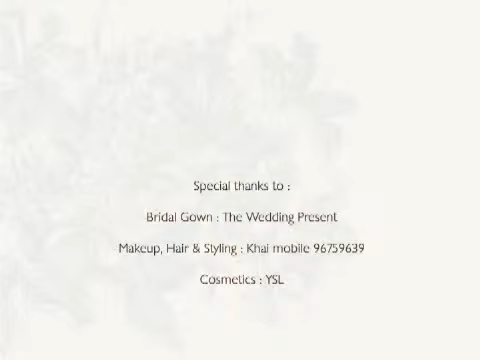 Special thanks to :
Bridal Gown : The Wedding Present
Makeup, Hair & Styling : Khai mobile 96759639
Cosmetics : YSL